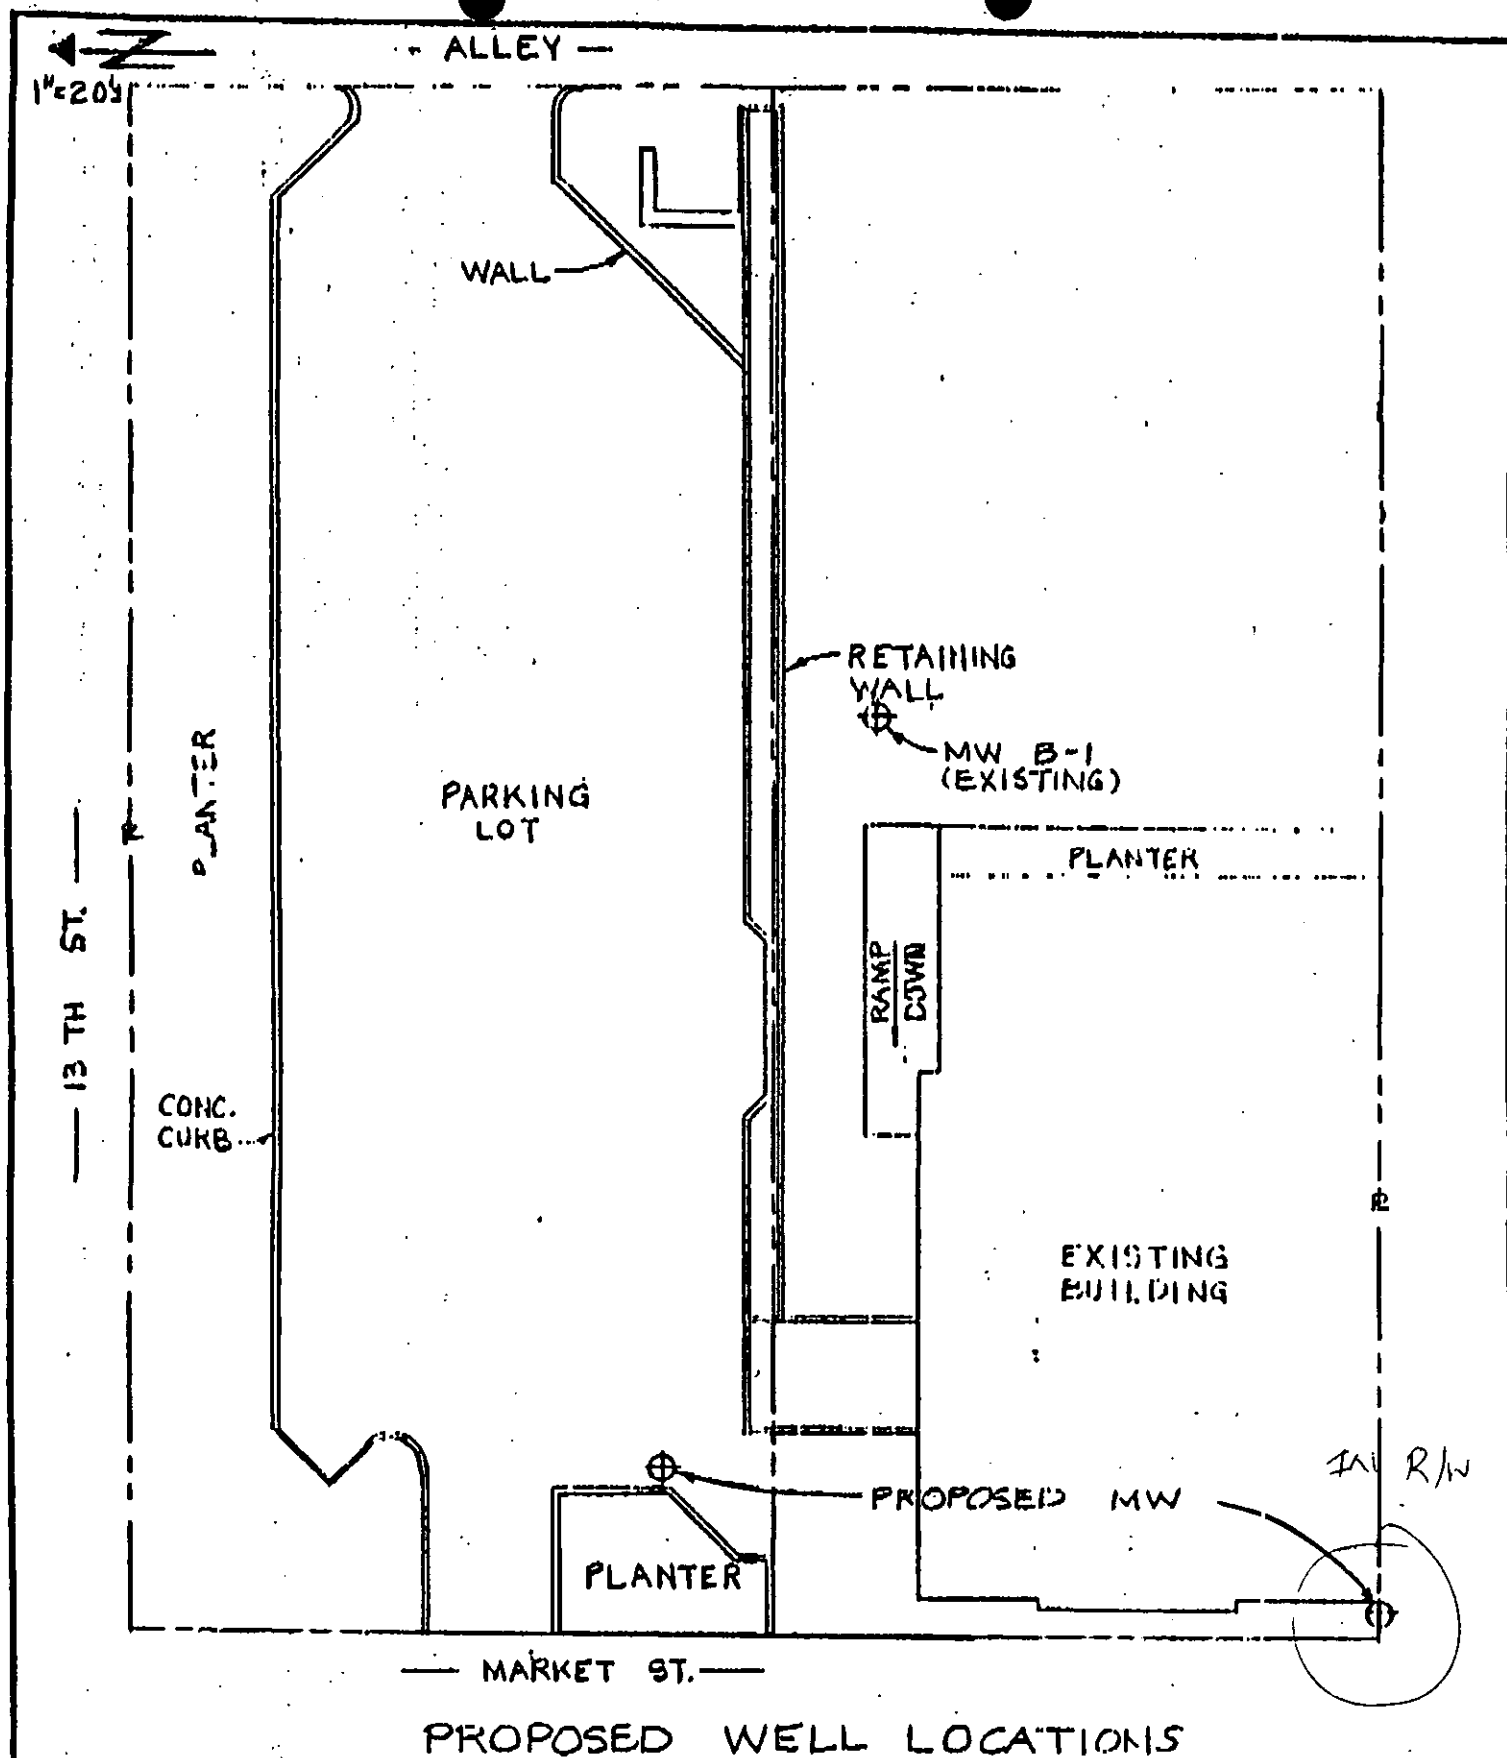 ALLEY
1"=20'
WALL
RETAINING
WALL
MW B-1
(EXISTING)
PLANTER
PARKING
LOT
PLANTER
RAMP
DOWN
13 TH ST.
CONC.
CURB
EXISTING
BUILDING
R/W
PROPOSED MW
PLANTER
MARKET ST.
PROPOSED WELL LOCATIONS